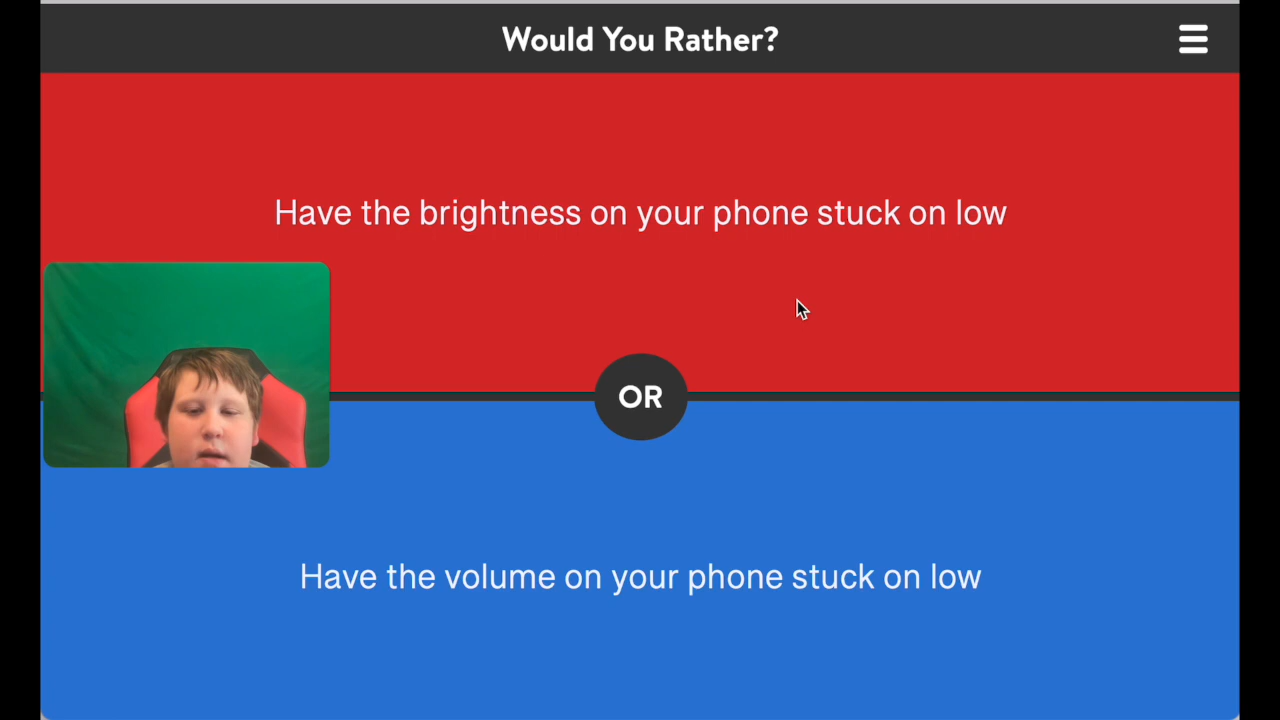 Would You Rather?
Have the brightness on your phone stuck on low
OR
Have the volume on your phone stuck on low